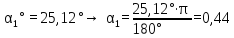 α₁° = 25,12° → α₁ = 25,12°·π/180° = 0,44